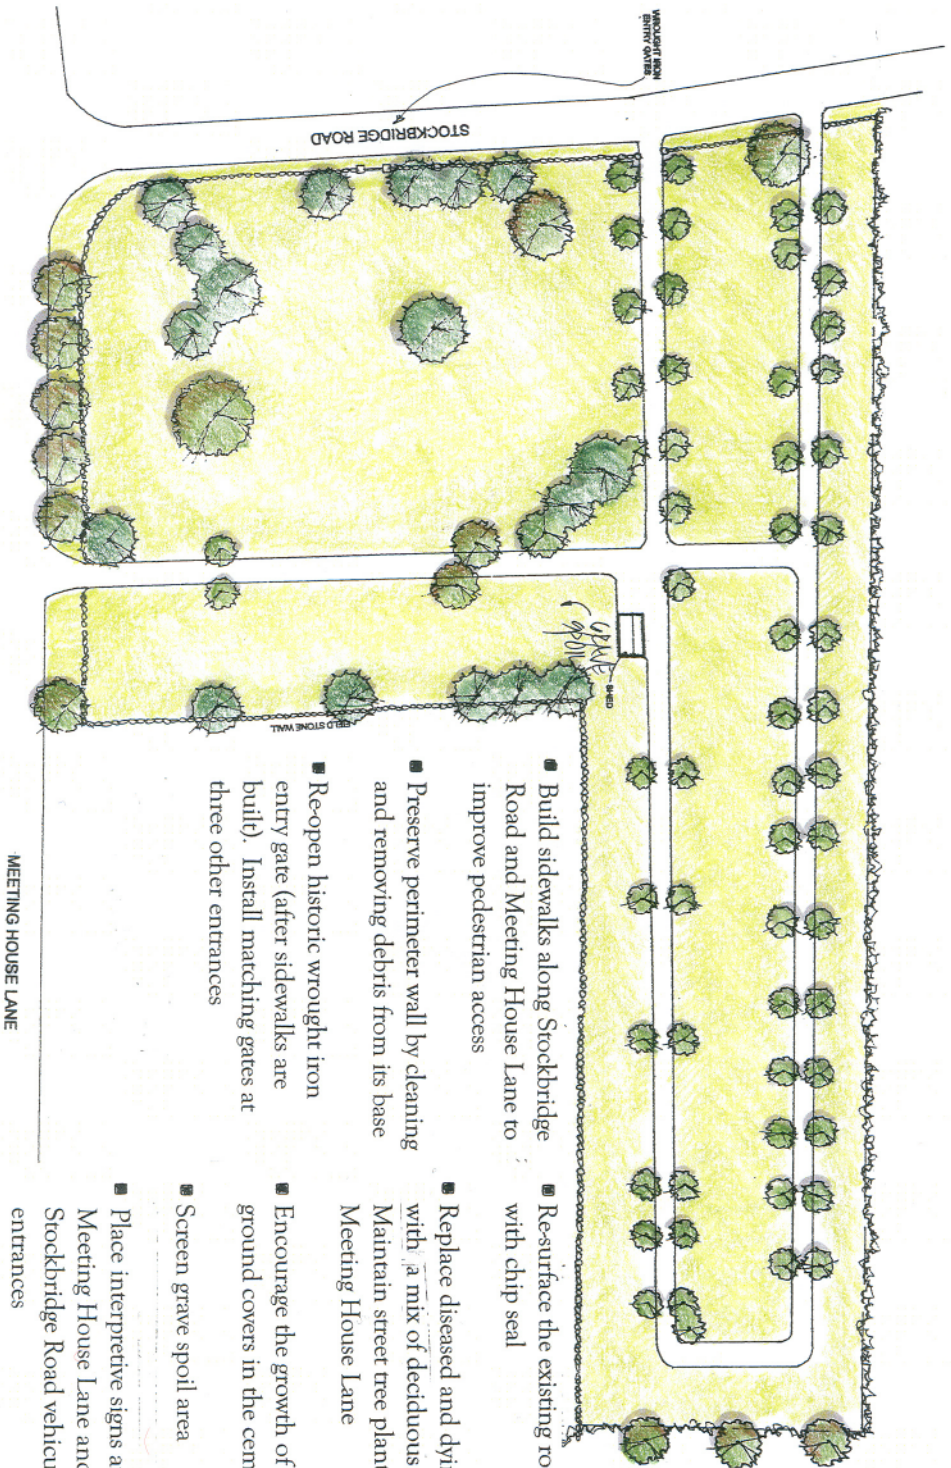 WROUGHT IRON
ENTRY GATES
STOCKBRIDGE ROAD
GRAVE
SPOIL
SHED
FIELD STONE WALL
MEETING HOUSE LANE
■ Build sidewalks along Stockbridge
Road and Meeting House Lane to
improve pedestrian access
■ Preserve perimeter wall by cleaning
and removing debris from its base
■ Re-open historic wrought iron
entry gate (after sidewalks are
built). Install matching gates at
three other entrances
■ Re-surface the existing ro
with chip seal
■ Replace diseased and dyi
with a mix of deciduous
Maintain street tree plant
Meeting House Lane
■ Encourage the growth of
ground covers in the cem
■ Screen grave spoil area
■ Place interpretive signs a
Meeting House Lane and
Stockbridge Road vehicu
entrances